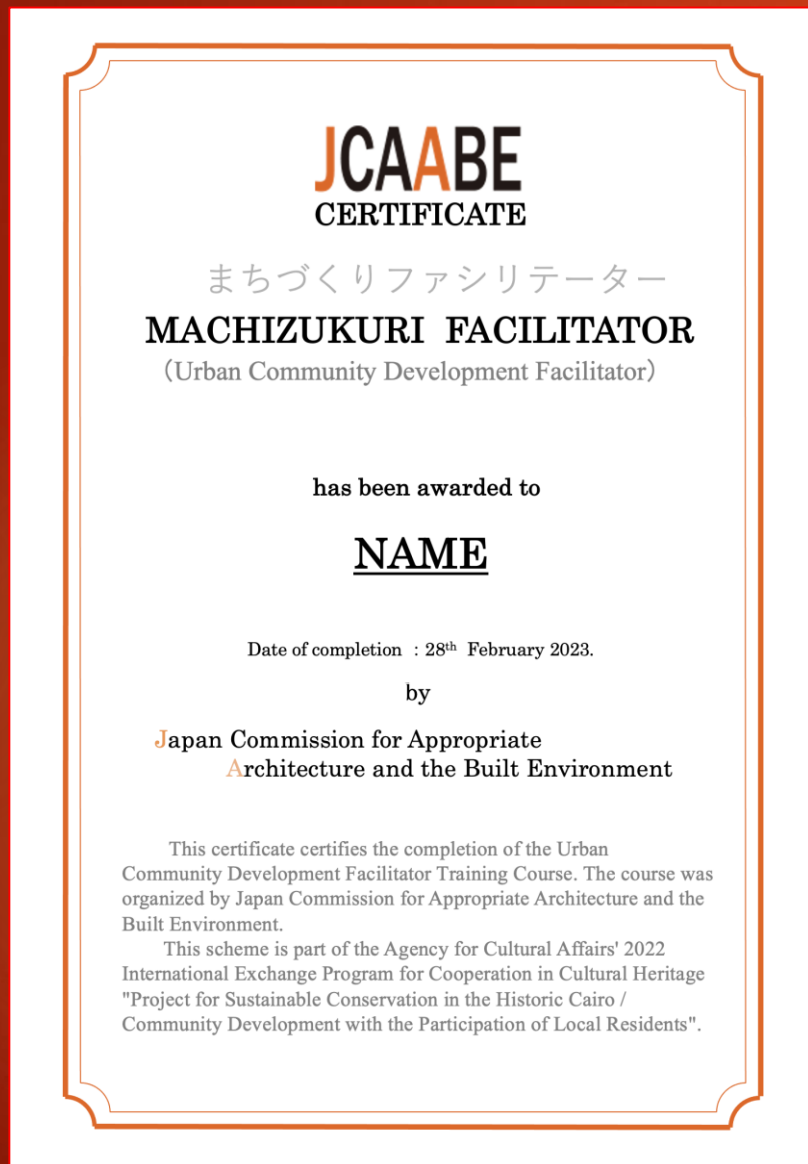 JCAABE
CERTIFICATE
まちづくりファシリテーター
MACHIZUKURI FACILITATOR
（Urban Community Development Facilitator）
has been awarded to
NAME
Date of completion : 28th February 2023.
by
Japan Commission for Appropriate
Architecture and the Built Environment
This certificate certifies the completion of the Urban
Community Development Facilitator Training Course. The course was
organized by Japan Commission for Appropriate Architecture and the
Built Environment.
This scheme is part of the Agency for Cultural Affairs' 2022
International Exchange Program for Cooperation in Cultural Heritage
"Project for Sustainable Conservation in the Historic Cairo /
Community Development with the Participation of Local Residents".